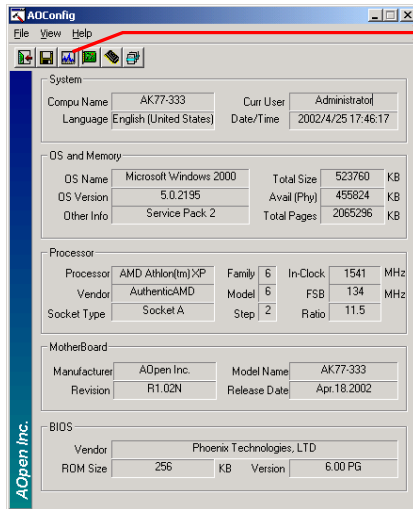 AOConfig
File View Help
System
Compu Name AK77-333 Curr User Administrator
Language English (United States) Date/Time 2002/4/25 17:46:17
OS and Memory
OS Name Microsoft Windows 2000 Total Size 523760 KB
OS Version 5.0.2195 Avail (Phy) 455824 KB
Other Info Service Pack 2 Total Pages 2065296 KB
Processor
Processor AMD Athlon(tm) XP Family 6 In-Clock 1541 MHz
Vendor AuthenticAMD Model 6 FSB 134 MHz
Socket Type Socket A Step 2 Ratio 11.5
MotherBoard
Manufacturer AOpen Inc. Model Name AK77-333
Revision R1.02N Release Date Apr.18.2002
BIOS
Vendor Phoenix Technologies, LTD
ROM Size 256 KB Version 6.00 PG
AOpen Inc.